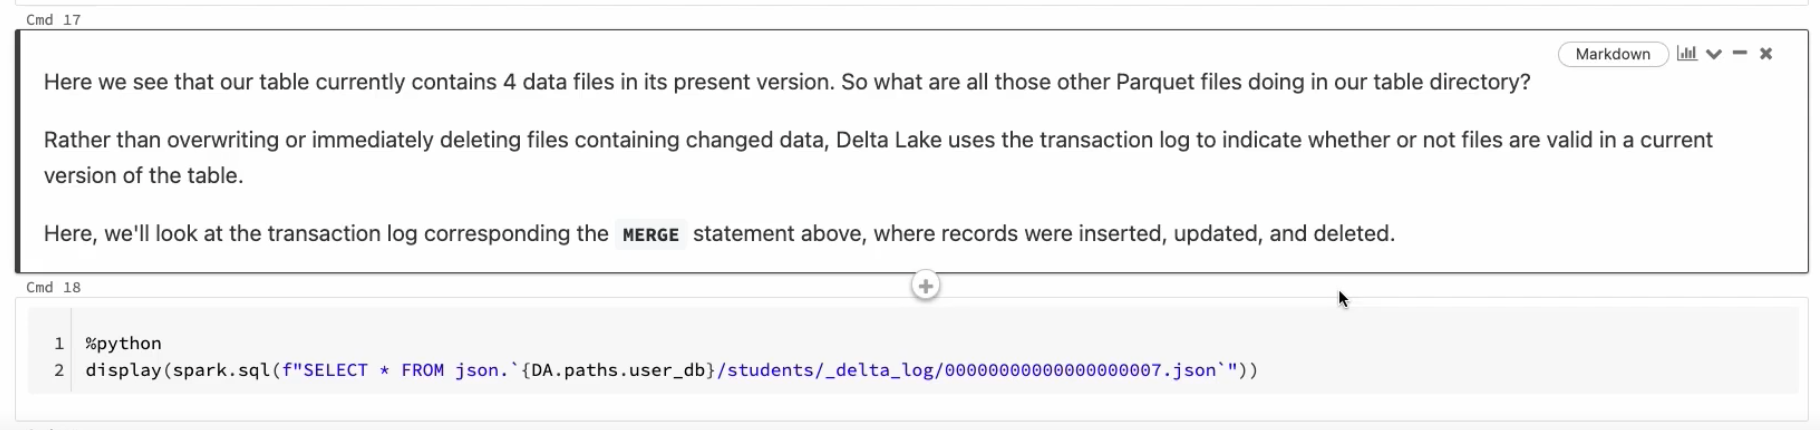 Cmd 17
Markdown
Here we see that our table currently contains 4 data files in its present version. So what are all those other Parquet files doing in our table directory?
Rather than overwriting or immediately deleting files containing changed data, Delta Lake uses the transaction log to indicate whether or not files are valid in a current
version of the table.
Here, we'll look at the transaction log corresponding the MERGE statement above, where records were inserted, updated, and deleted.
Cmd 18
1 %python
2 display(spark.sql(f"SELECT * FROM json.`{DA.paths.user_db}/students/_delta_log/00000000000000000007.json`"))